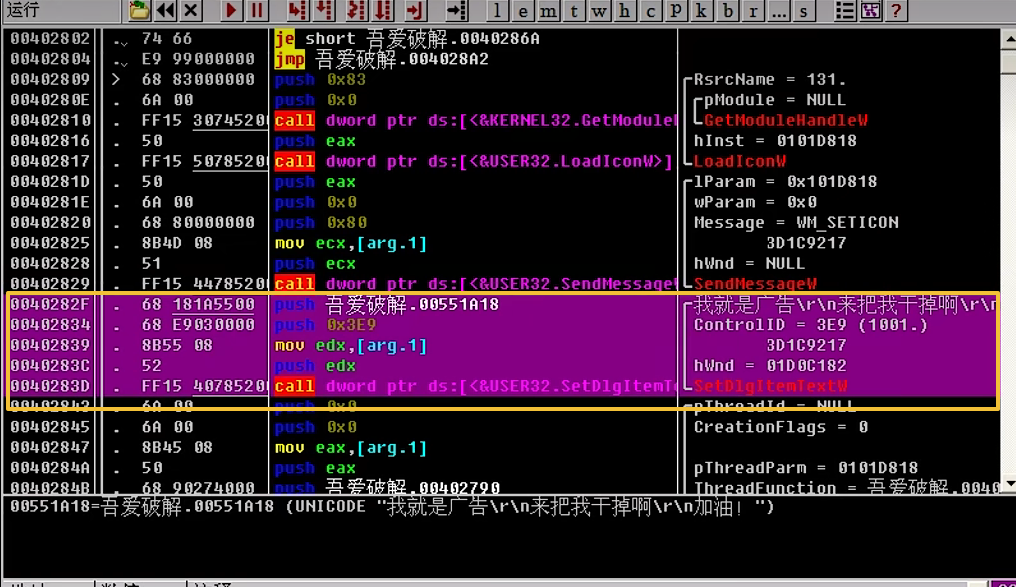 运行 l e m t w h c p k b r ... s ?
00402802 . 74 66 je short 吾爱破解.0040286A
00402804 . E9 99000000 jmp 吾爱破解.004028A2
00402809 > 68 83000000 push 0x83 RsrcName = 131.
0040280E . 6A 00 push 0x0 pModule = NULL
00402810 . FF15 30745200 call dword ptr ds:[<&KERNEL32.GetModuleH GetModuleHandleW
00402816 . 50 push eax hInst = 0101D818
00402817 . FF15 50785200 call dword ptr ds:[<&USER32.LoadIconW>] LoadIconW
0040281D . 50 push eax lParam = 0x101D818
0040281E . 6A 00 push 0x0 wParam = 0x0
00402820 . 68 80000000 push 0x80 Message = WM_SETICON
00402825 . 8B4D 08 mov ecx,[arg.1] 3D1C9217
00402828 . 51 push ecx hWnd = NULL
00402829 . FF15 44785200 call dword ptr ds:[<&USER32.SendMessageW SendMessageW
0040282F . 68 181A5500 push 吾爱破解.00551A18 我就是广告\r\n来把我干掉啊\r\n
00402834 . 68 E9030000 push 0x3E9 ControlID = 3E9 (1001.)
00402839 . 8B55 08 mov edx,[arg.1] 3D1C9217
0040283C . 52 push edx hWnd = 01D0C182
0040283D . FF15 40785200 call dword ptr ds:[<&USER32.SetDlgItemTe SetDlgItemTextW
00402843 . 6A 00 push 0x0 pThreadId = NULL
00402845 . 6A 00 push 0x0 CreationFlags = 0
00402847 . 8B45 08 mov eax,[arg.1]
0040284A . 50 push eax pThreadParm = 0101D818
0040284B . 68 90274000 push 吾爱破解.00402790 ThreadFunction = 吾爱破解.0040
00551A18=吾爱破解.00551A18 (UNICODE "我就是广告\r\n来把我干掉啊\r\n加油！")